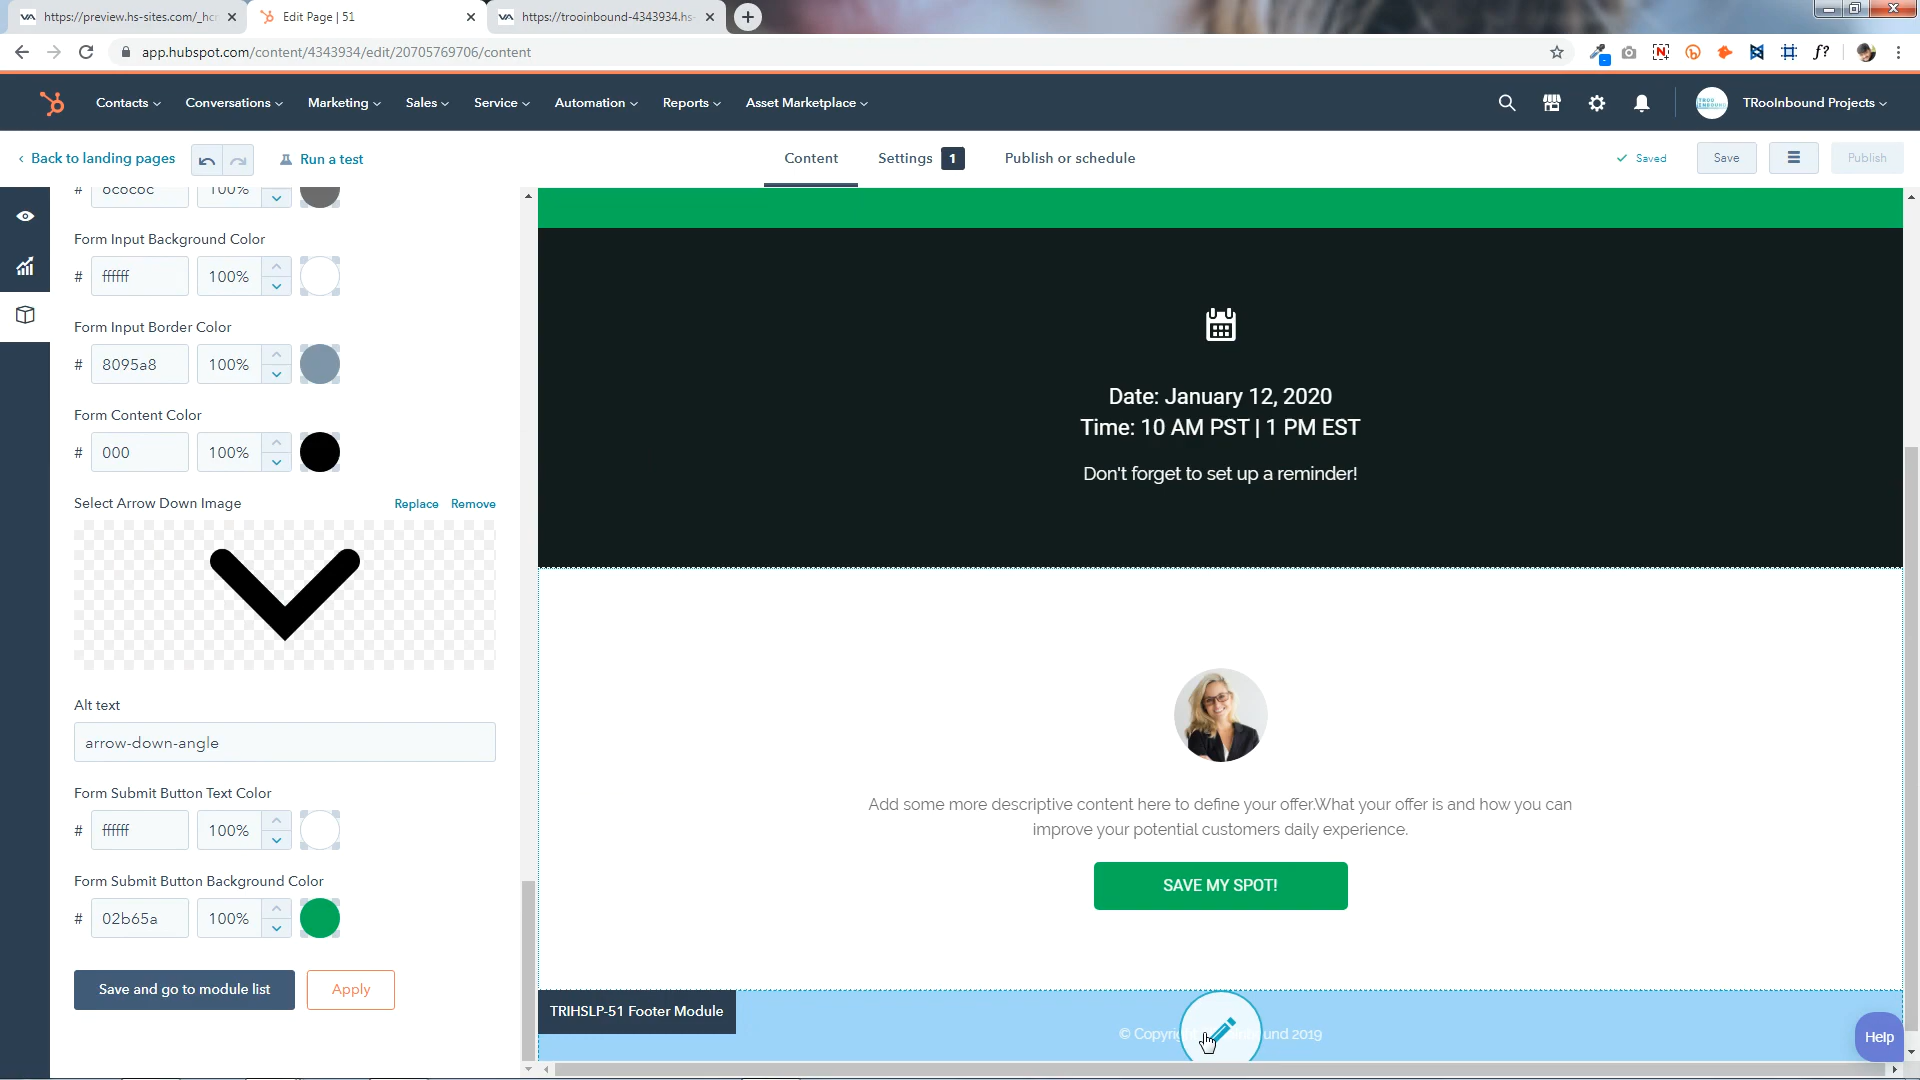 https://preview.hs-sites.com/_hc
Edit Page | 51
https://trooinbound-4343934.hs-
app.hubspot.com/content/4343934/edit/20705769706/content
Contacts
Conversations
Marketing
Sales
Service
Automation
Reports
Asset Marketplace
TRooInbound Projects
Back to landing pages
Run a test
Content
Settings 1
Publish or schedule
Saved
Save
Publish
# 6c6c6c 100%
Form Input Background Color
# ffffff 100%
Form Input Border Color
# 8095a8 100%
Form Content Color
# 000 100%
Select Arrow Down Image
Replace Remove
Alt text
arrow-down-angle
Form Submit Button Text Color
# ffffff 100%
Form Submit Button Background Color
# 02b65a 100%
Save and go to module list
Apply
Date: January 12, 2020
Time: 10 AM PST | 1 PM EST
Don't forget to set up a reminder!
Add some more descriptive content here to define your offer.What your offer is and how you can
improve your potential customers daily experience.
SAVE MY SPOT!
TRIHSLP-51 Footer Module
© Copyri
und 2019
Help